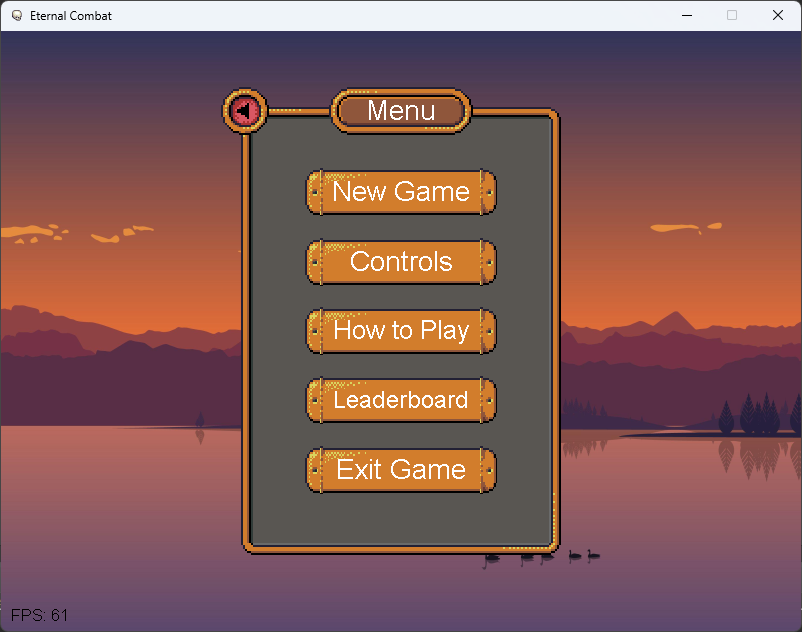 Eternal Combat
Menu
New Game
Controls
How to Play
Leaderboard
Exit Game
FPS: 61